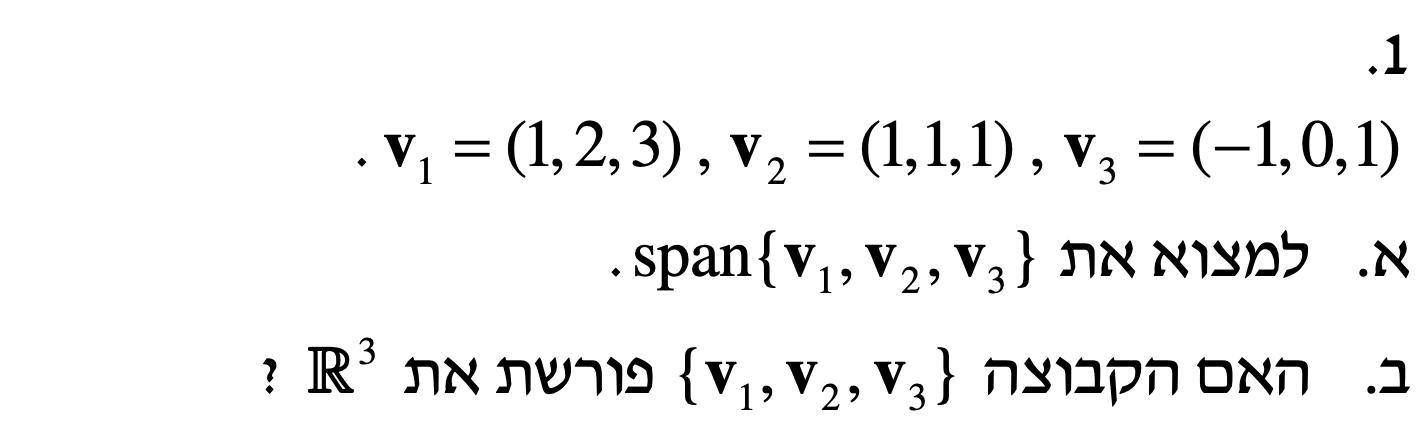 1.
v₁ = (1, 2, 3) , v₂ = (1,1,1) , v₃ = (−1, 0, 1) .
א. למצוא את span{v₁, v₂, v₃} .
ב. האם הקבוצה {v₁, v₂, v₃} פורשת את ℝ³ ?